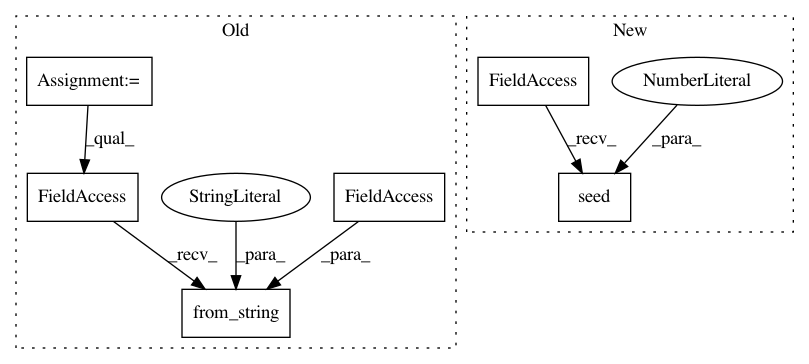 Old
New
Assignment:=
FieldAccess
NumberLiteral
_qual_
_recv_
_para_
FieldAccess
StringLiteral
FieldAccess
seed
_recv_
_para_
_para_
from_string